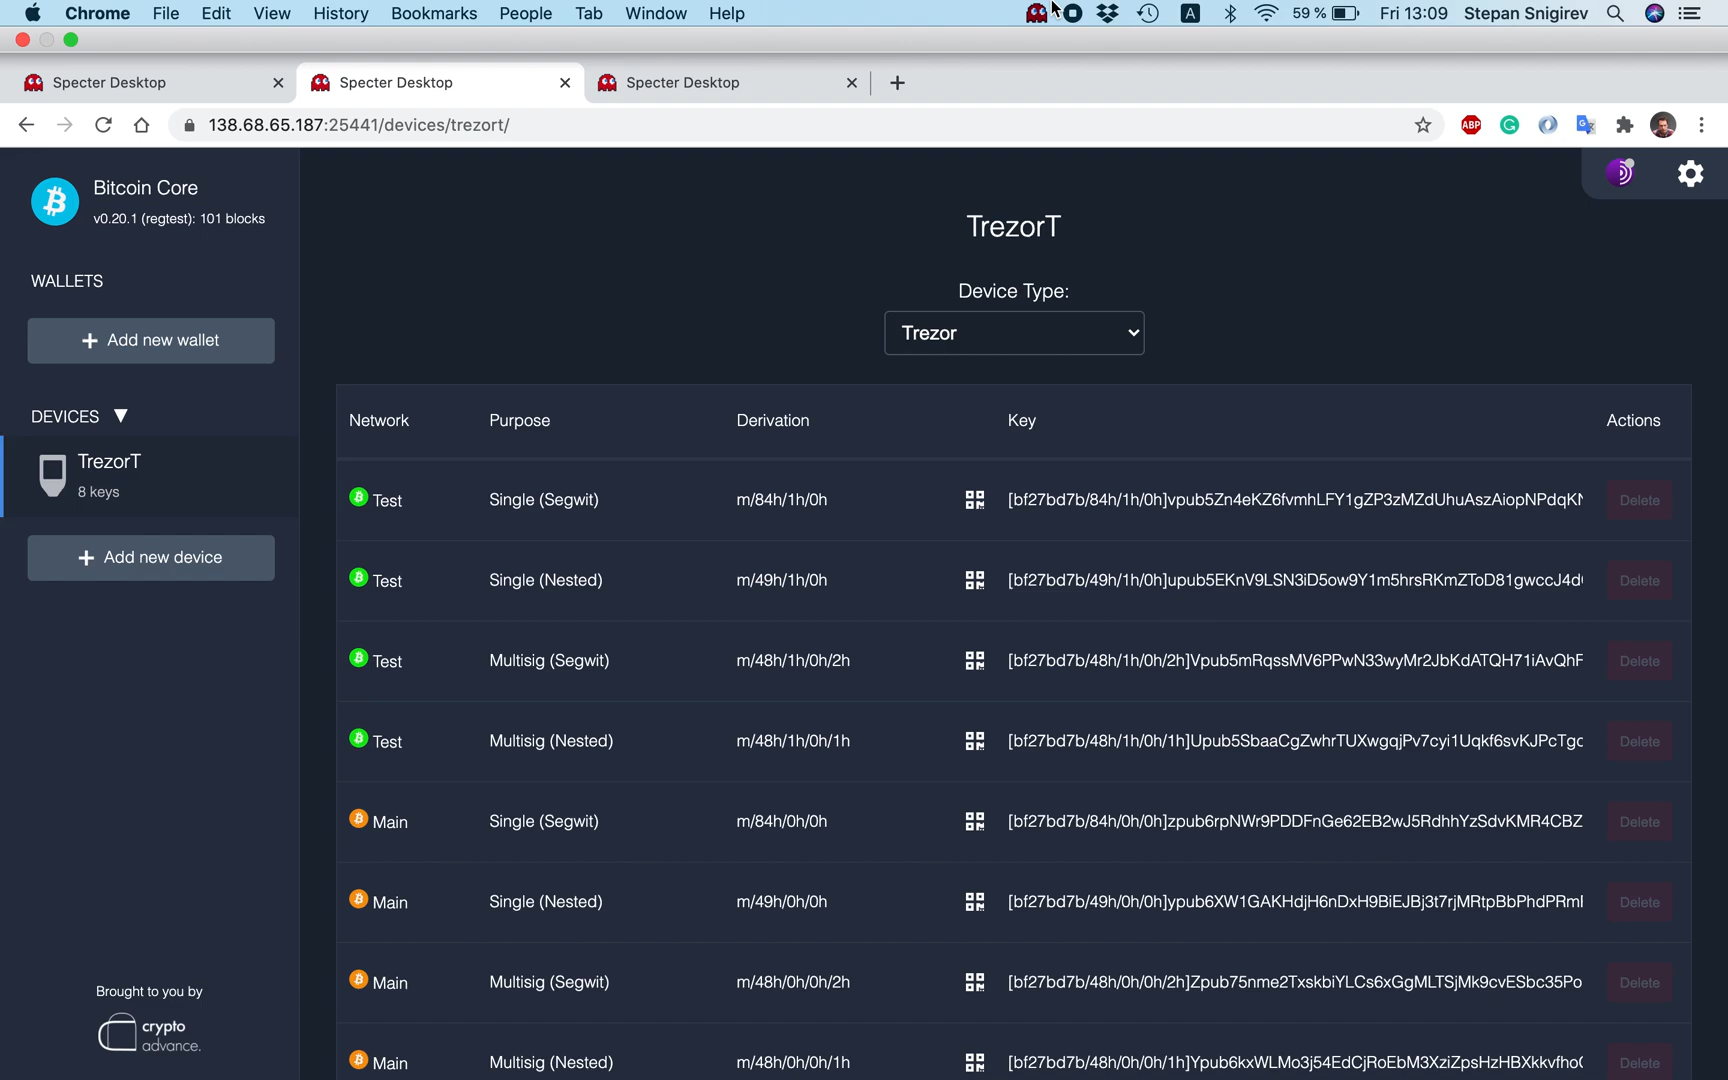 Chrome File Edit View History Bookmarks People Tab Window Help A 59 % Fri 13:09 Stepan Snigirev
Specter Desktop Specter Desktop Specter Desktop
138.68.65.187:25441/devices/trezort/ ABP
Bitcoin Core
v0.20.1 (regtest): 101 blocks
WALLETS
+ Add new wallet
DEVICES ▼
TrezorT
8 keys
+ Add new device
Brought to you by
crypto
advance.
TrezorT
Device Type:
Trezor
Network Purpose Derivation Key Actions
Test Single (Segwit) m/84h/1h/0h [bf27bd7b/84h/1h/0h]vpub5Zn4eKZ6fvmhLFY1gZP3zMZdUhuAszAiopNPdqKN Delete
Test Single (Nested) m/49h/1h/0h [bf27bd7b/49h/1h/0h]upub5EKnV9LSN3iD5ow9Y1m5hrsRKmZToD81gwccJ4d Delete
Test Multisig (Segwit) m/48h/1h/0h/2h [bf27bd7b/48h/1h/0h/2h]Vpub5mRqssMV6PPwN33wyMr2JbKdATQH71iAvQhF Delete
Test Multisig (Nested) m/48h/1h/0h/1h [bf27bd7b/48h/1h/0h/1h]Upub5SbaaCgZwhrTUXwgqjPv7cyi1Uqkf6svKJPcTgc Delete
Main Single (Segwit) m/84h/0h/0h [bf27bd7b/84h/0h/0h]zpub6rpNWr9PDDFnGe62EB2wJ5RdhhYzSdvKMR4CBZ Delete
Main Single (Nested) m/49h/0h/0h [bf27bd7b/49h/0h/0h]ypub6XW1GAKHdjH6nDxH9BiEJBj3t7rjMRtpBbPhdPRm Delete
Main Multisig (Segwit) m/48h/0h/0h/2h [bf27bd7b/48h/0h/0h/2h]Zpub75nme2TxskbiYLCs6xGgMLTSjMk9cvESbc35Po Delete
Main Multisig (Nested) m/48h/0h/0h/1h [bf27bd7b/48h/0h/0h/1h]Ypub6kxWLMo3j54EdCjRoEbM3XziZpsHzHBXkkvfho Delete